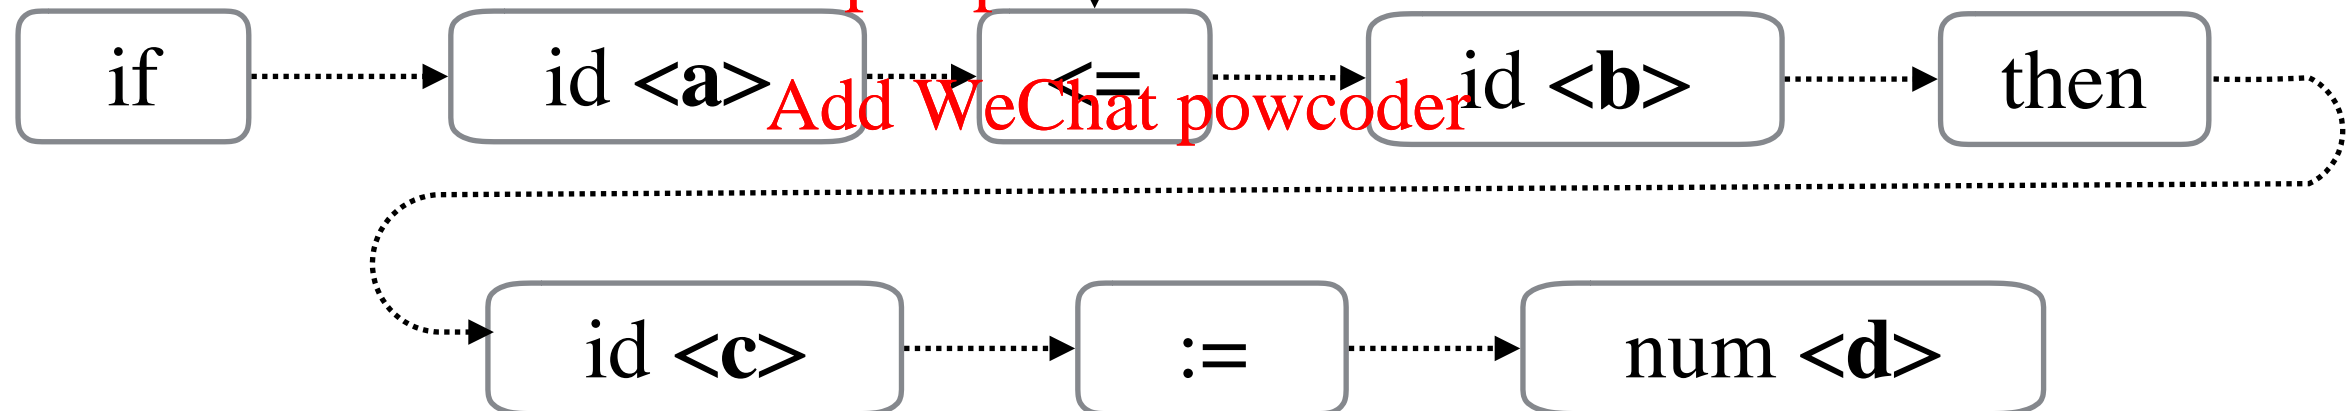 if id <a> <= id <b> then
Add WeChat powcoder
id <c> := num <d>